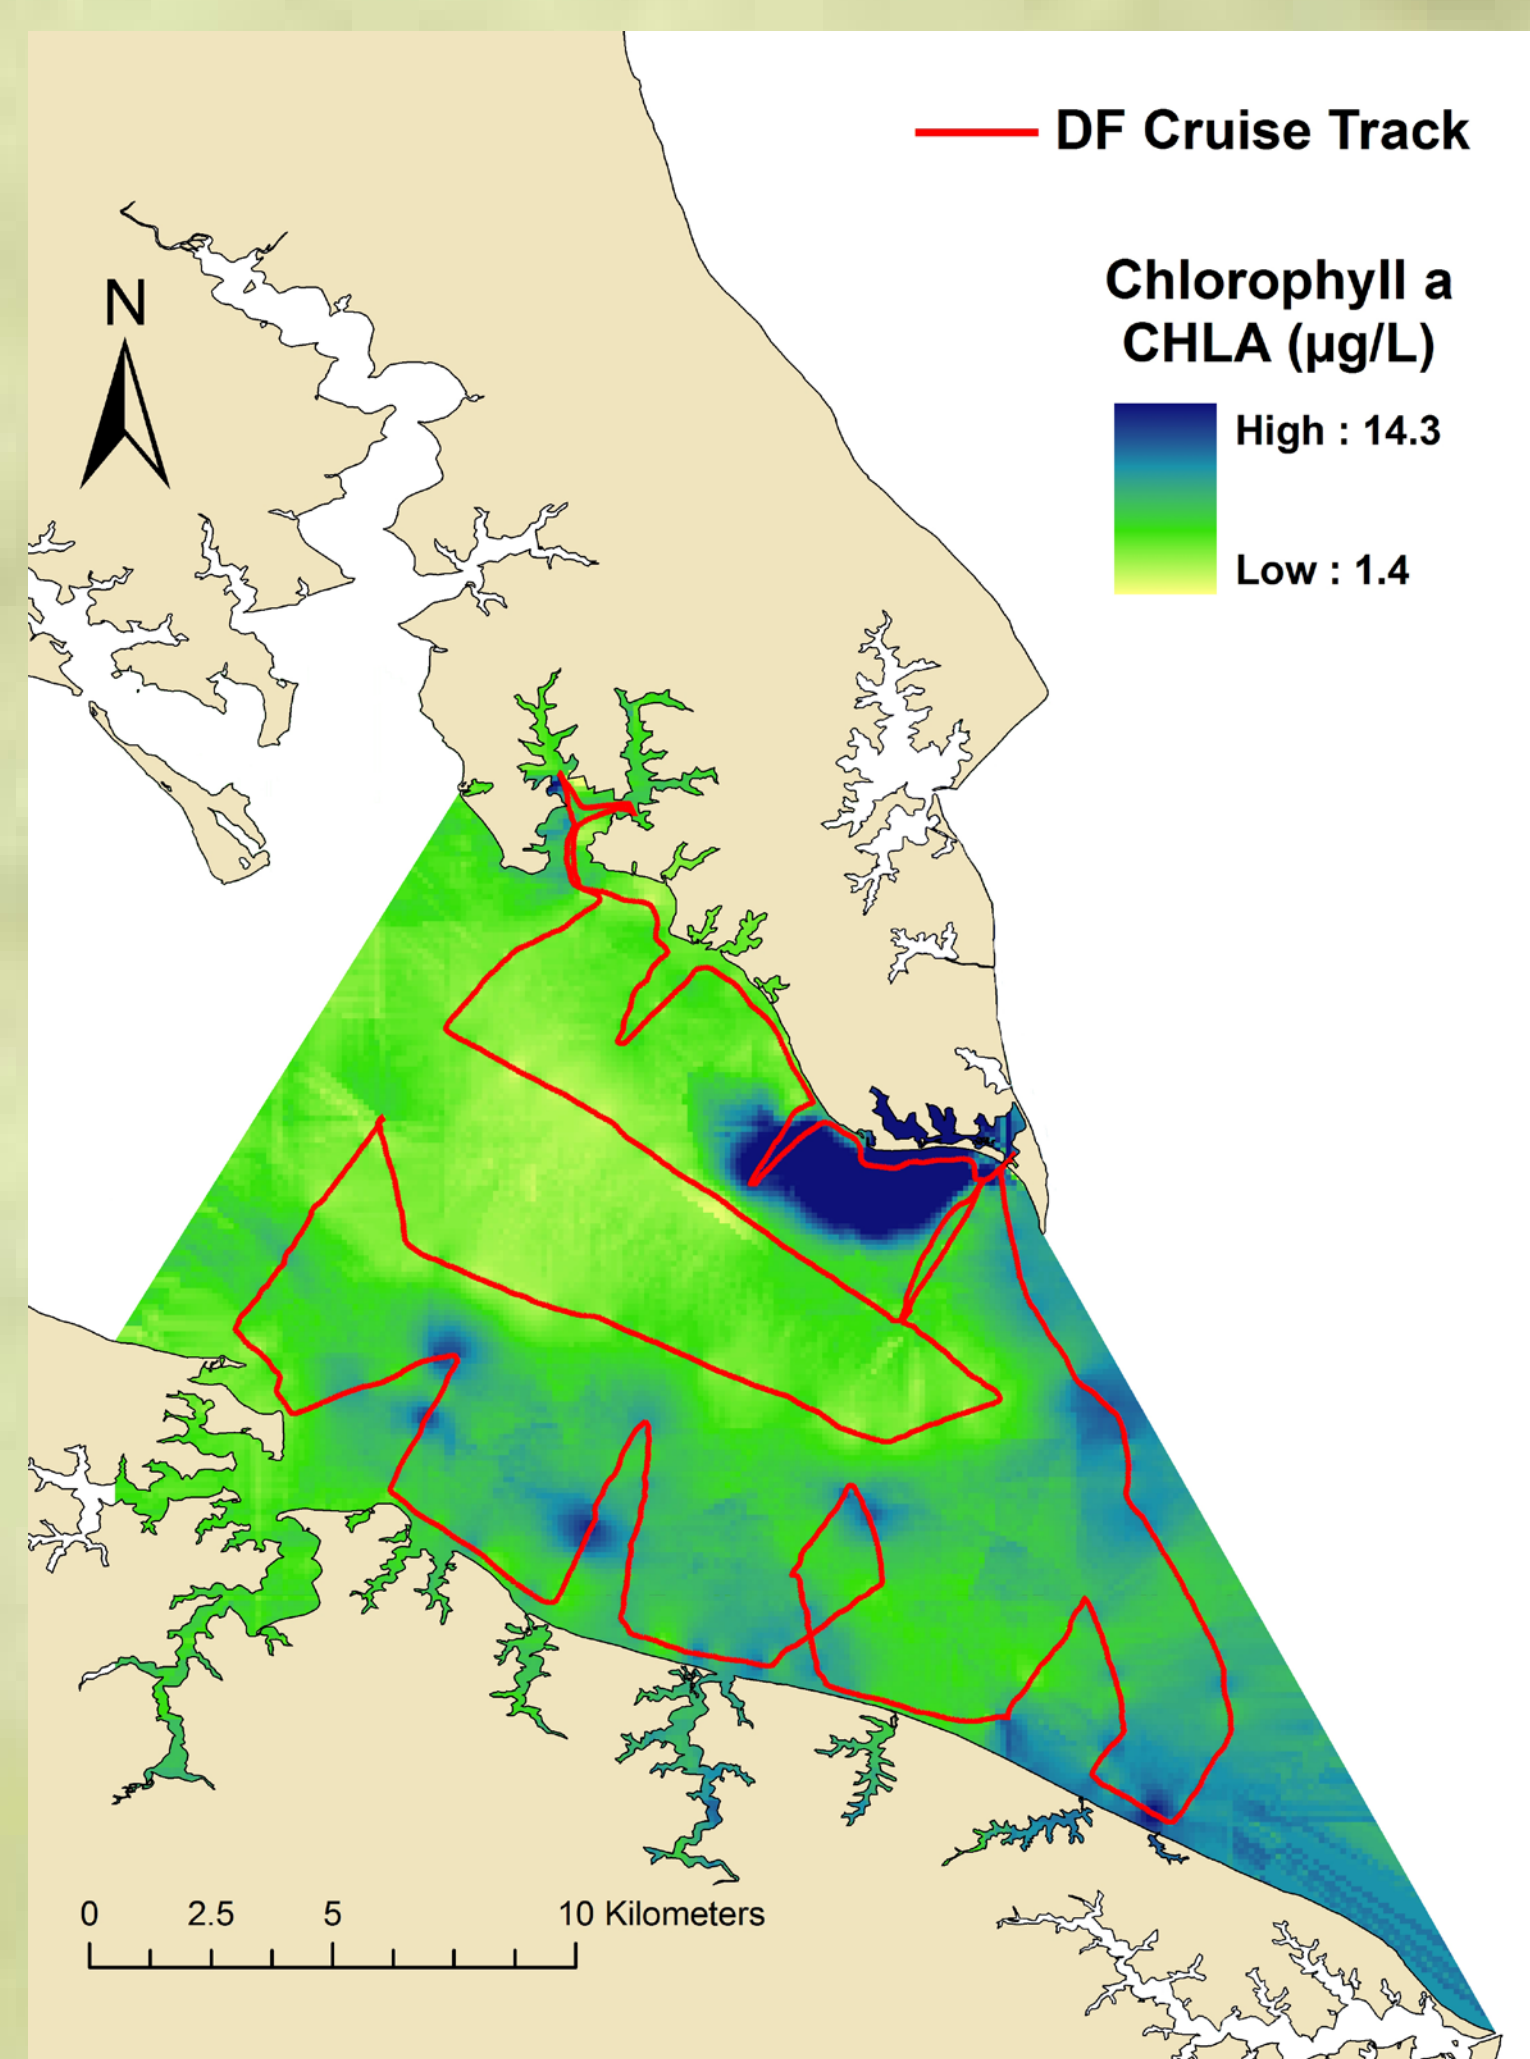 DF Cruise Track
Chlorophyll a
CHLA (µg/L)
High : 14.3
Low : 1.4
N
0 2.5 5 10 Kilometers